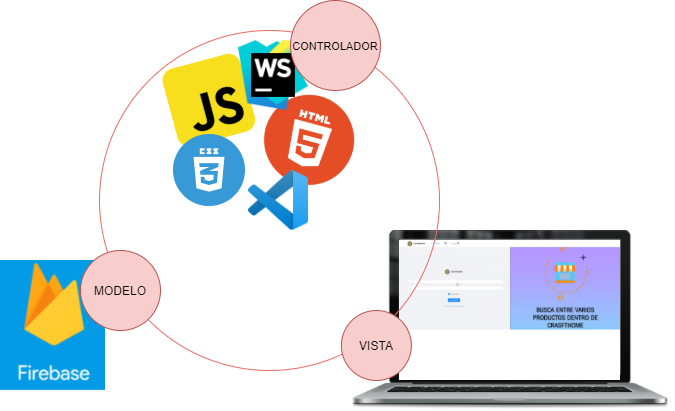 CONTROLADOR
WS
JS
HTML
5
CSS
3
MODELO
Firebase
VISTA
BUSCA ENTRE VARIOS
PRODUCTOS DENTRO DE
CRASFTHOME